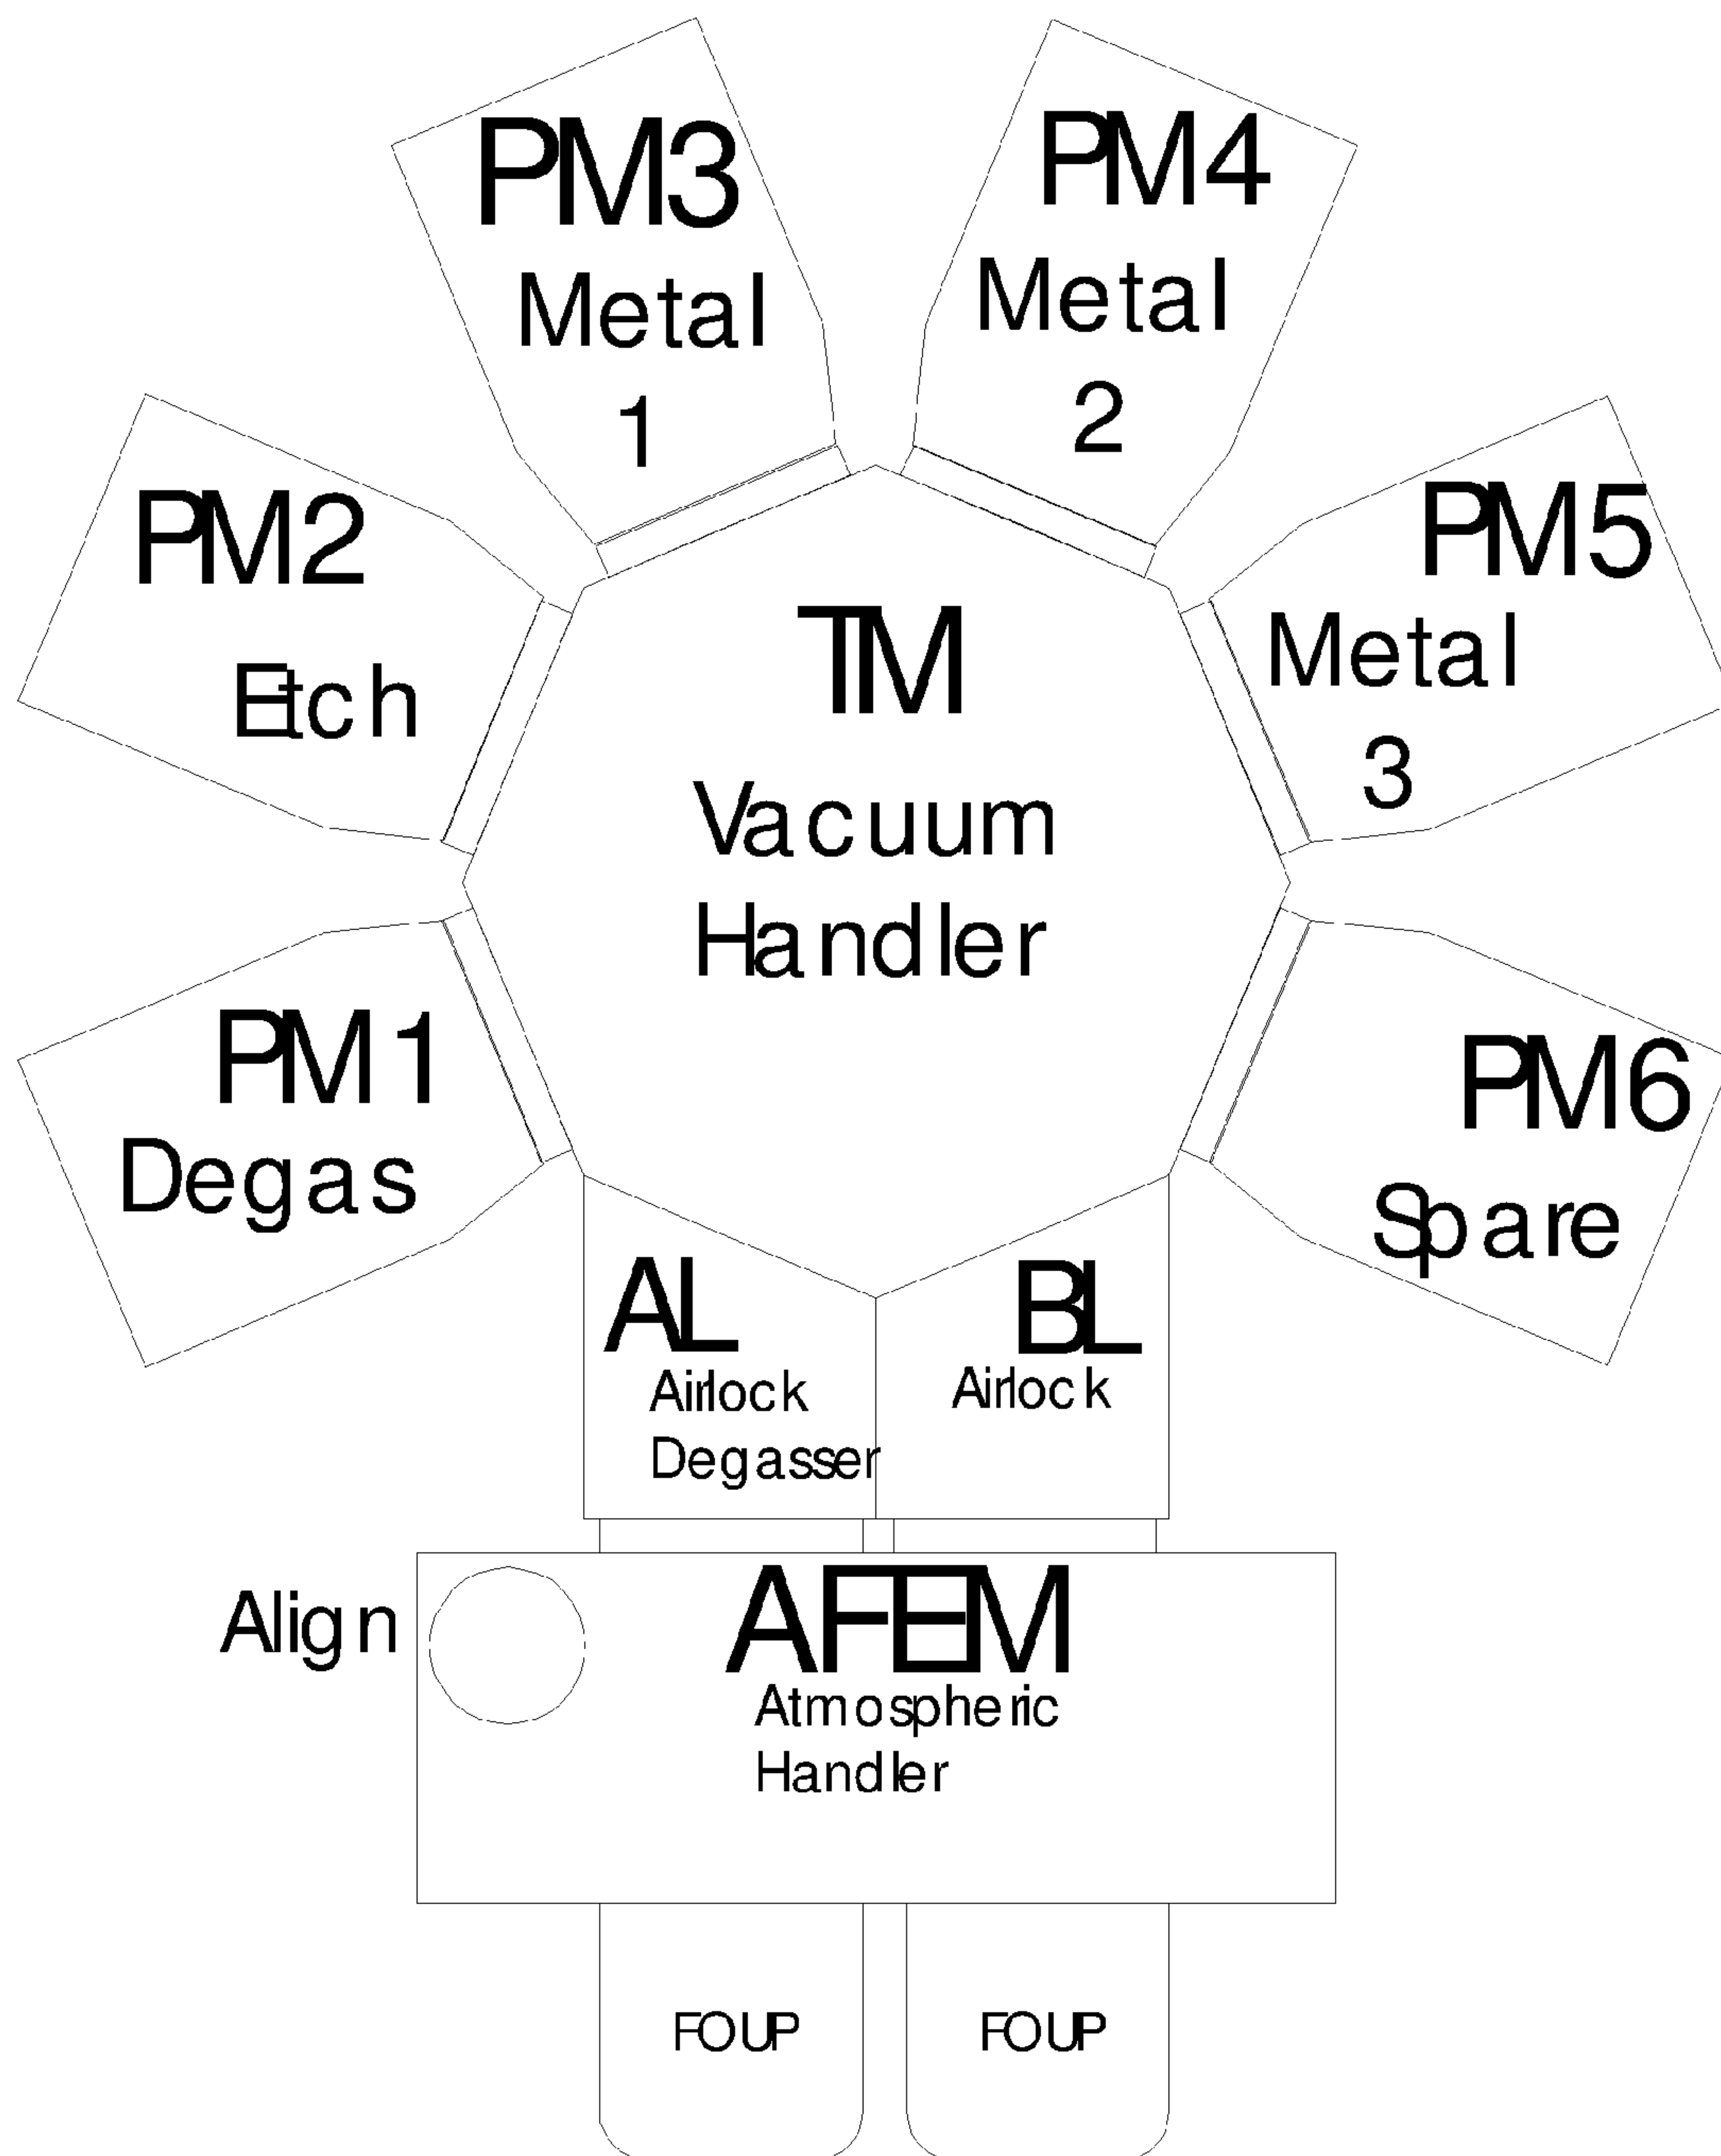 PM3
Metal
1
PM4
Metal
2
PM2
Etch
PM5
Metal
3
TM
Vacuum
Handler
PM1
Degas
PM6
Spare
AL
Airlock
Degasser
BL
Airlock
Align
AFEM
Atmospheric
Handler
FOUP
FOUP